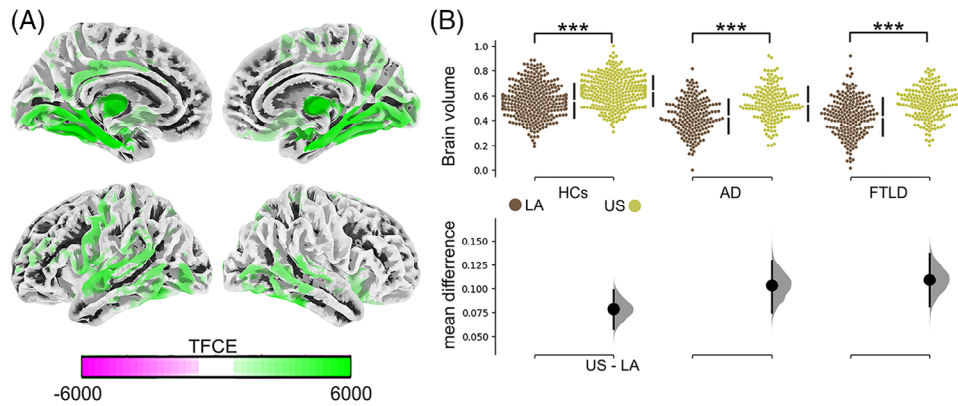 (A)
TFCE
-6000 6000
(B)
*** *** ***
Brain volume
1.0
0.8
0.6
0.4
0.2
0.0
HCs AD FTLD
LA US
mean differrence
0.150
0.125
0.100
0.075
0.050
US - LA